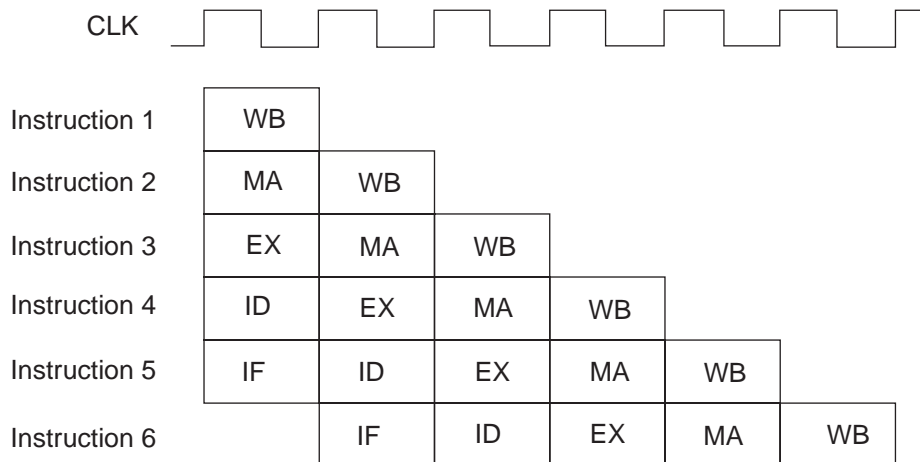 CLK
Instruction 1 WB
Instruction 2 MA WB
Instruction 3 EX MA WB
Instruction 4 ID EX MA WB
Instruction 5 IF ID EX MA WB
Instruction 6 IF ID EX MA WB